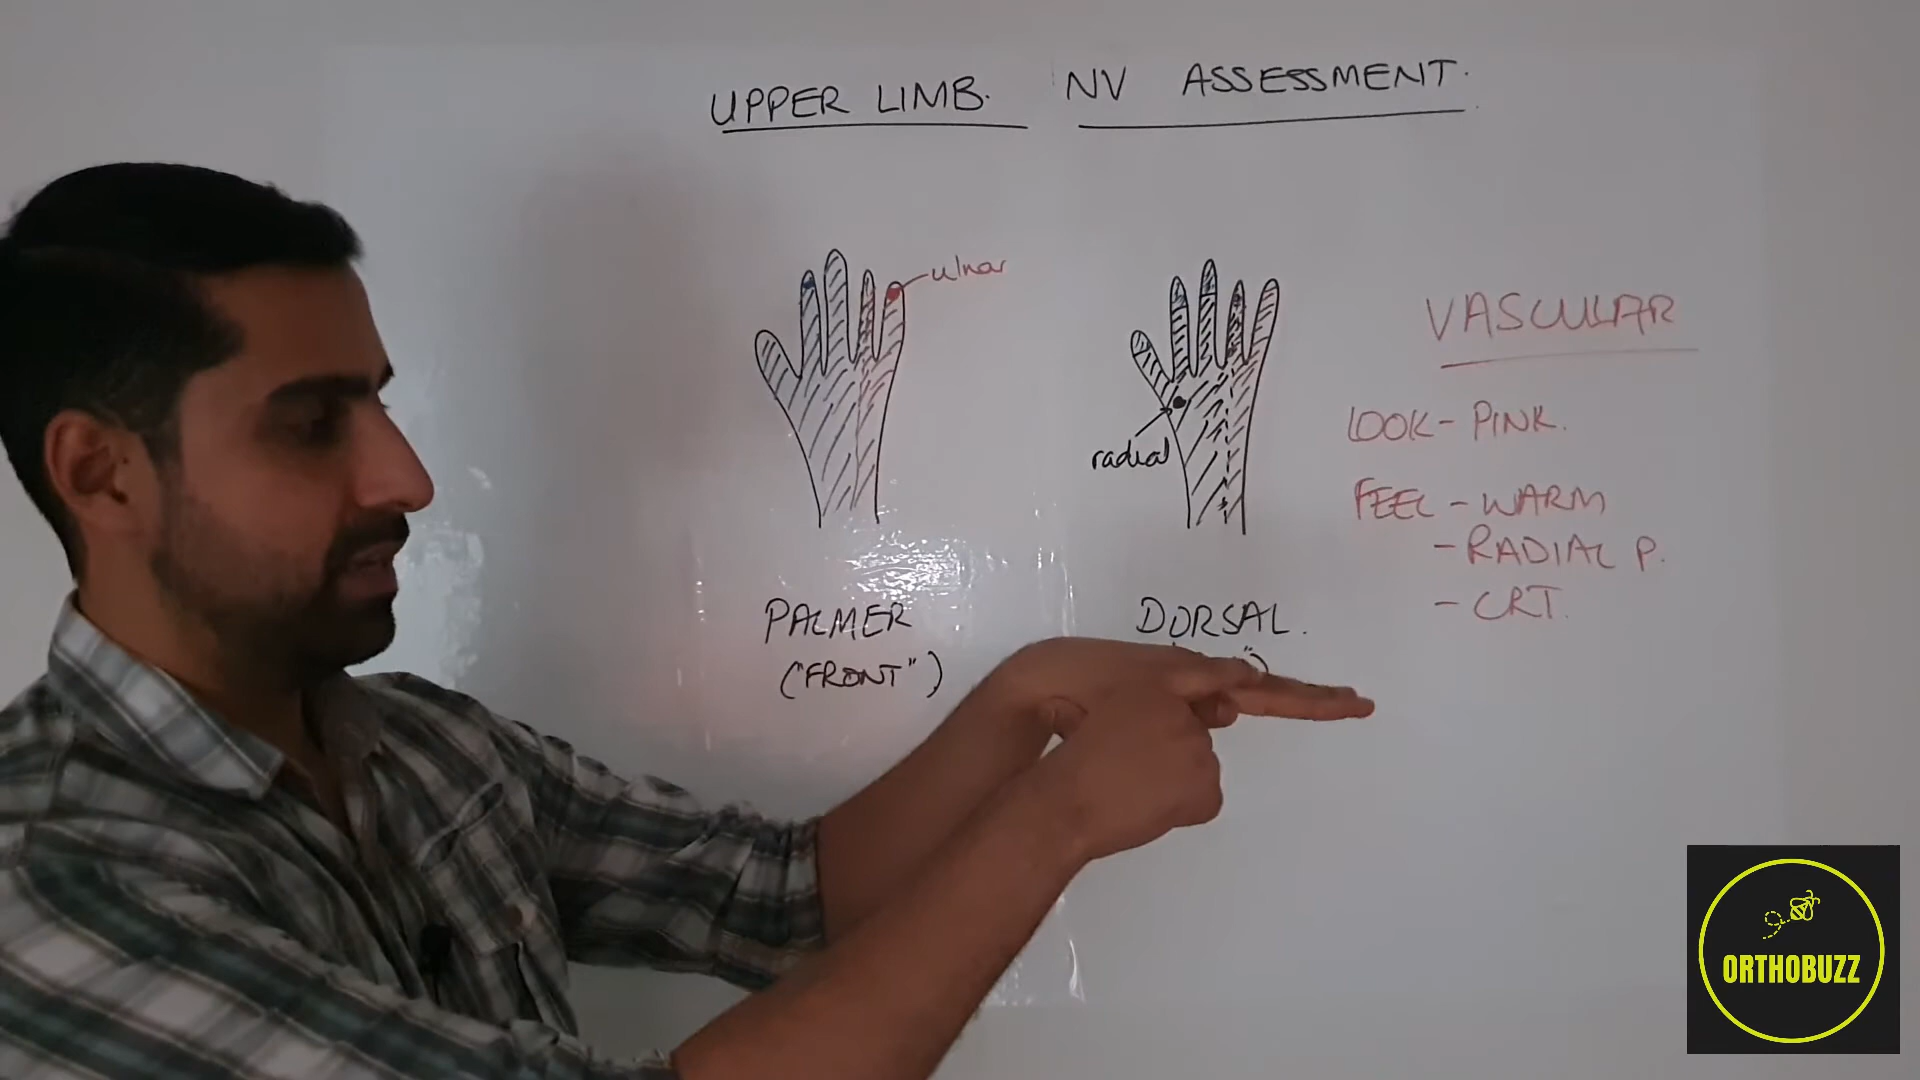 UPPER LIMB. NV ASSESSMENT.
ulnar
radial
PALMER
("FRONT")
DORSAL.
VASCULAR
LOOK - PINK.
FEEL - WARM
- RADIAL P.
- CRT.
ORTHOBUZZ